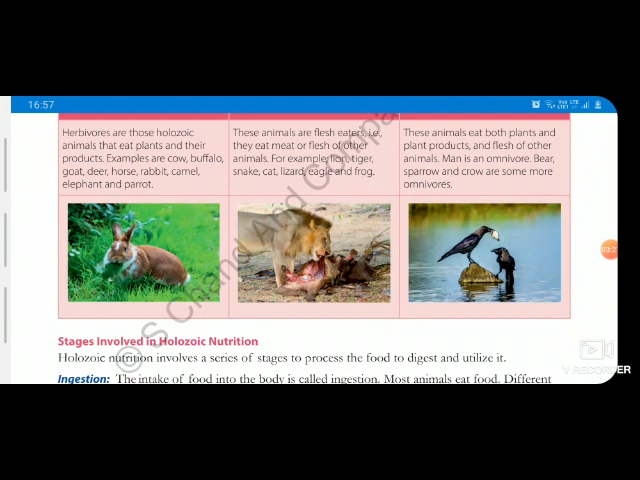 16:57
Herbivores are those holozoic
animals that eat plants and their
products. Examples are cow, buffalo,
goat, deer, horse, rabbit, camel,
elephant and parrot.
These animals are flesh eaters, i.e.,
they eat meat or flesh of other
animals. For example, lion, tiger,
snake, cat, lizard, eagle and frog.
These animals eat both plants and
plant products, and flesh of other
animals. Man is an omnivore. Bear,
sparrow and crow are some more
omnivores.
© S Chand And Compa
Stages Involved in Holozoic Nutrition
Holozoic nutrition involves a series of stages to process the food to digest and utilize it.
Ingestion: The intake of food into the body is called ingestion. Most animals eat food. Different
V RECORDER